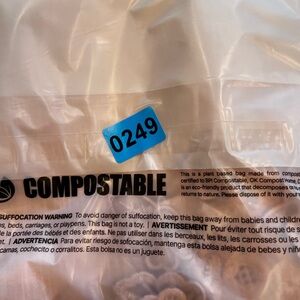 0249
COMPOSTABLE
This is a plant based bag made from compost
certified to BPI Compostable, OK Compost Home
is an eco-friendly product that decomposes
returns to nature. Please dispose of it with your
SUFFOCATION WARNING To avoid danger of suffocation, keep this bag away from babies and childre
beds, carriages, or playpens. This bag is not a toy. | AVERTISSEMENT Pour éviter tout risque de
la portée des bébés et des enfants. Ne pas utiliser dans les berceaux, les lits, les carrosses ou les
| ADVERTENCIA Para evitar riesgo de sofocación, mantenga esta bolsa alejada de bebes y niñ
camas, cochecito o corralitos. Esta bolsa no es un juguete.